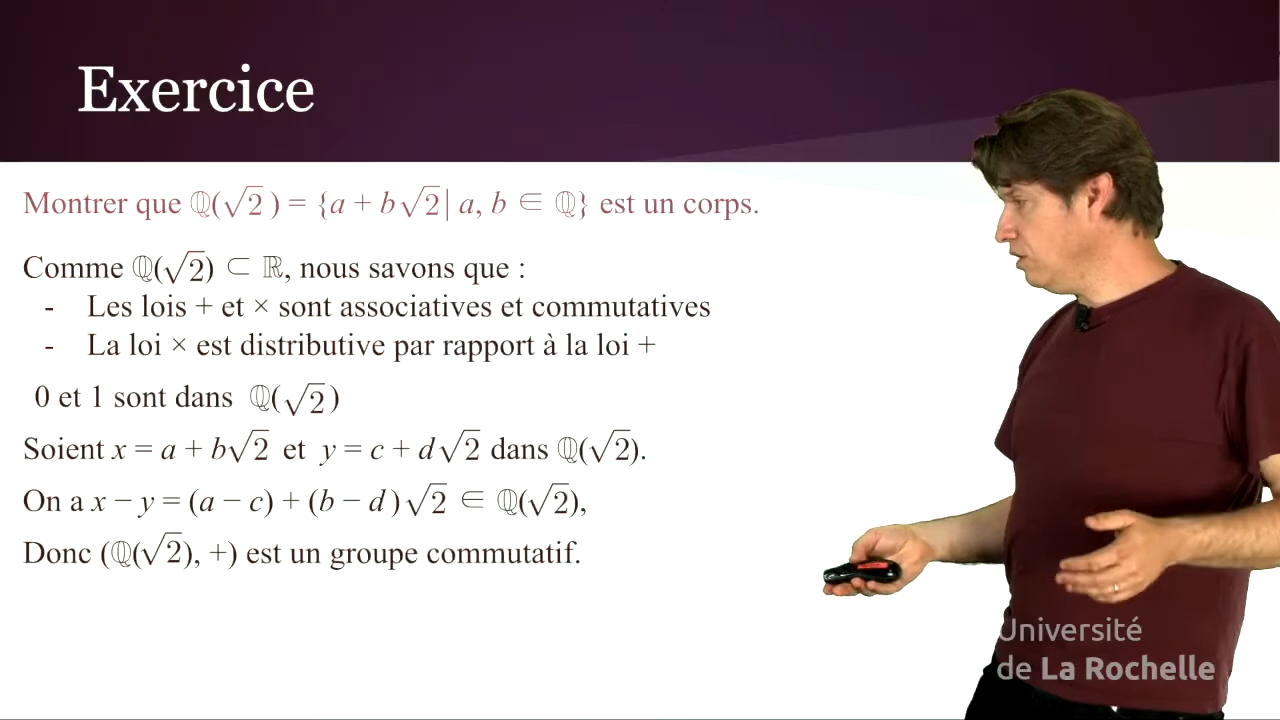 Exercice
Montrer que ℚ(√2) = {a + b√2 | a, b ∈ ℚ} est un corps.
Comme ℚ(√2) ⊂ ℝ, nous savons que :
- Les lois + et × sont associatives et commutatives
- La loi × est distributive par rapport à la loi +
0 et 1 sont dans ℚ(√2)
Soient x = a + b√2 et y = c + d√2 dans ℚ(√2).
On a x − y = (a − c) + (b − d)√2 ∈ ℚ(√2),
Donc (ℚ(√2), +) est un groupe commutatif.
Université
de La Rochelle